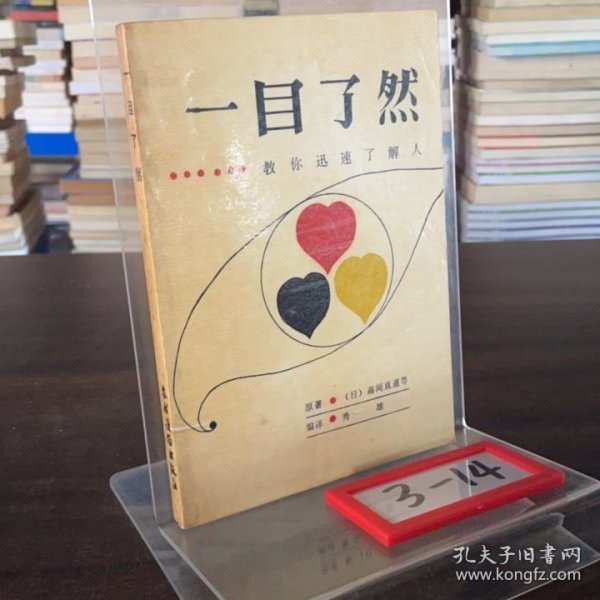 一目了然
教你迅速了解人
原著 (日)高间直道等
编译 秀雄
一目了然
3-14
孔夫子旧书网
www.kongfz.com